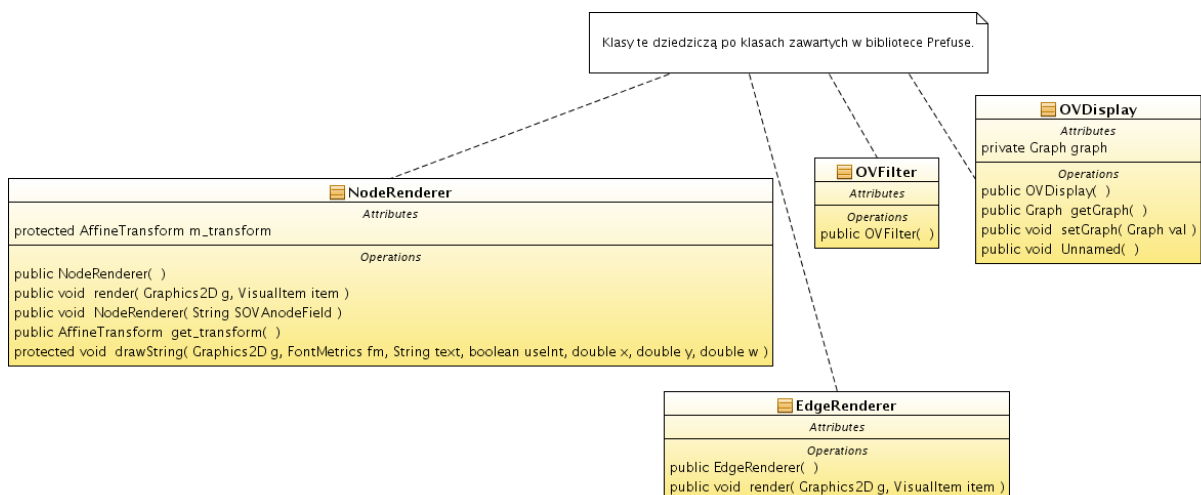 Klasy te dziedziczą po klasach zawartych w bibliotece Prefuse.
OVDisplay
Attributes
private Graph graph
Operations
public OVDisplay( )
public Graph getGraph( )
public void setGraph( Graph val )
public void Unnamed( )
OVFilter
Attributes
Operations
public OVFilter( )
NodeRenderer
Attributes
protected AffineTransform m_transform
Operations
public NodeRenderer( )
public void render( Graphics2D g, VisualItem item )
public void NodeRenderer( String SOVAnodeField )
public AffineTransform get_transform( )
protected void drawString( Graphics2D g, FontMetrics fm, String text, boolean useInt, double x, double y, double w )
EdgeRenderer
Attributes
Operations
public EdgeRenderer( )
public void render( Graphics2D g, VisualItem item )